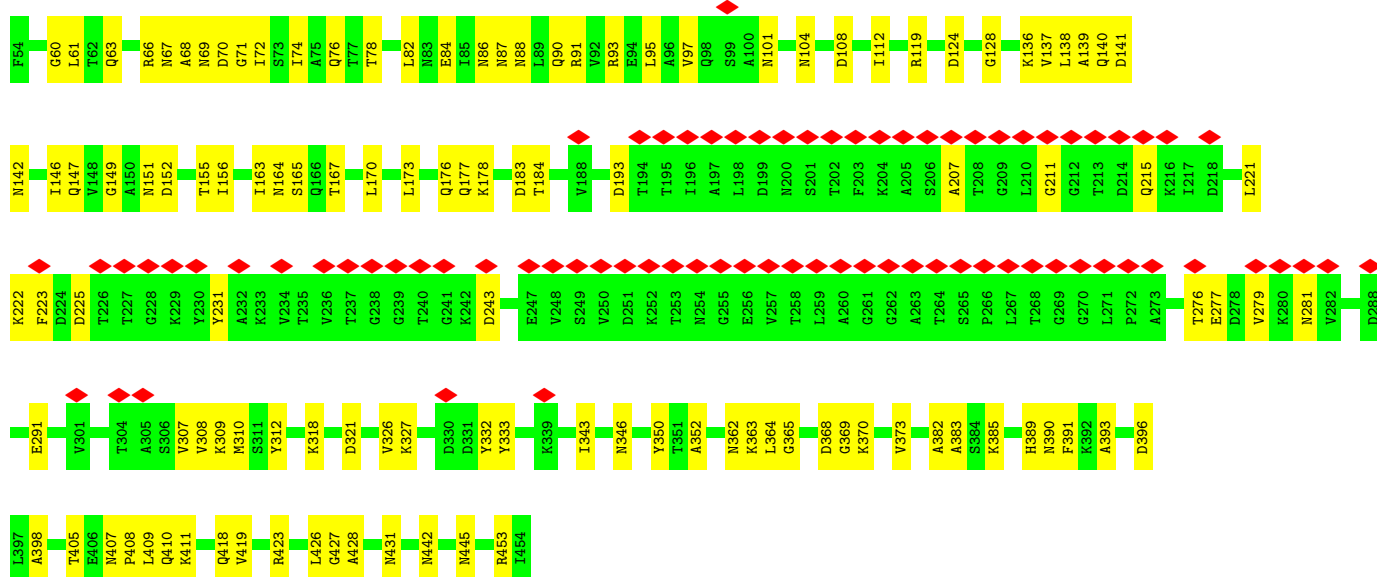 F54 G60 L61 T62 Q63 R66 N67 A68 N69 D70 G71 I72 S73 I74 A75 Q76 T77 T78 L82 N83 E84 I85 N86 N87 N88 L89 Q90 R91 V92 R93 E94 L95 A96 V97 Q98 S99 A100 N101 N104 D108 I112 R119 D124 G128 K136 V137 L138 A139 Q140 D141
N142 I146 Q147 V148 G149 A150 N151 D152 T155 I156 I163 N164 S165 Q166 T167 L170 L173 Q176 Q177 K178 D183 T184 V188 D193 T194 T195 I196 A197 L198 D199 N200 S201 T202 F203 K204 A205 S206 A207 T208 G209 L210 G211 G212 T213 D214 Q215 K216 I217 D218 L221
K222 F223 D224 D225 T226 T227 G228 K229 Y230 Y231 A232 K233 V234 T235 V236 T237 G238 G239 T240 G241 K242 D243 E247 V248 S249 V250 D251 K252 T253 N254 G255 E256 V257 T258 L259 A260 G261 G262 A263 T264 S265 P266 L267 T268 G269 G270 L271 P272 A273 T276 E277 D278 V279 K280 N281 V282 D288
E291 V301 T304 A305 S306 V307 V308 K309 M310 S311 Y312 K318 D321 V326 K327 D330 D331 Y332 Y333 K339 I343 N346 Y350 T351 A352 N362 K363 L364 G365 D368 G369 K370 V373 A382 A383 S384 K385 H389 N390 F391 K392 A393 D396
L397 A398 T405 E406 N407 P408 L409 Q410 K411 Q418 V419 R423 L426 G427 A428 N431 N442 N445 R453 I454